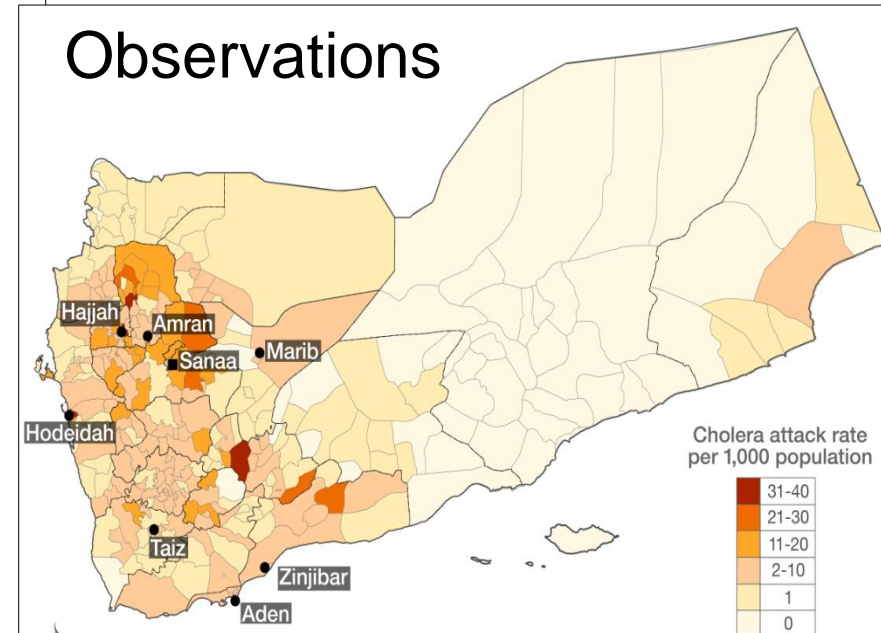 Observations
Hajjah
Amran
Sanaa
Marib
Hodeidah
Taiz
Zinjibar
Aden
Cholera attack rate
per 1,000 population
31-40
21-30
11-20
2-10
1
0